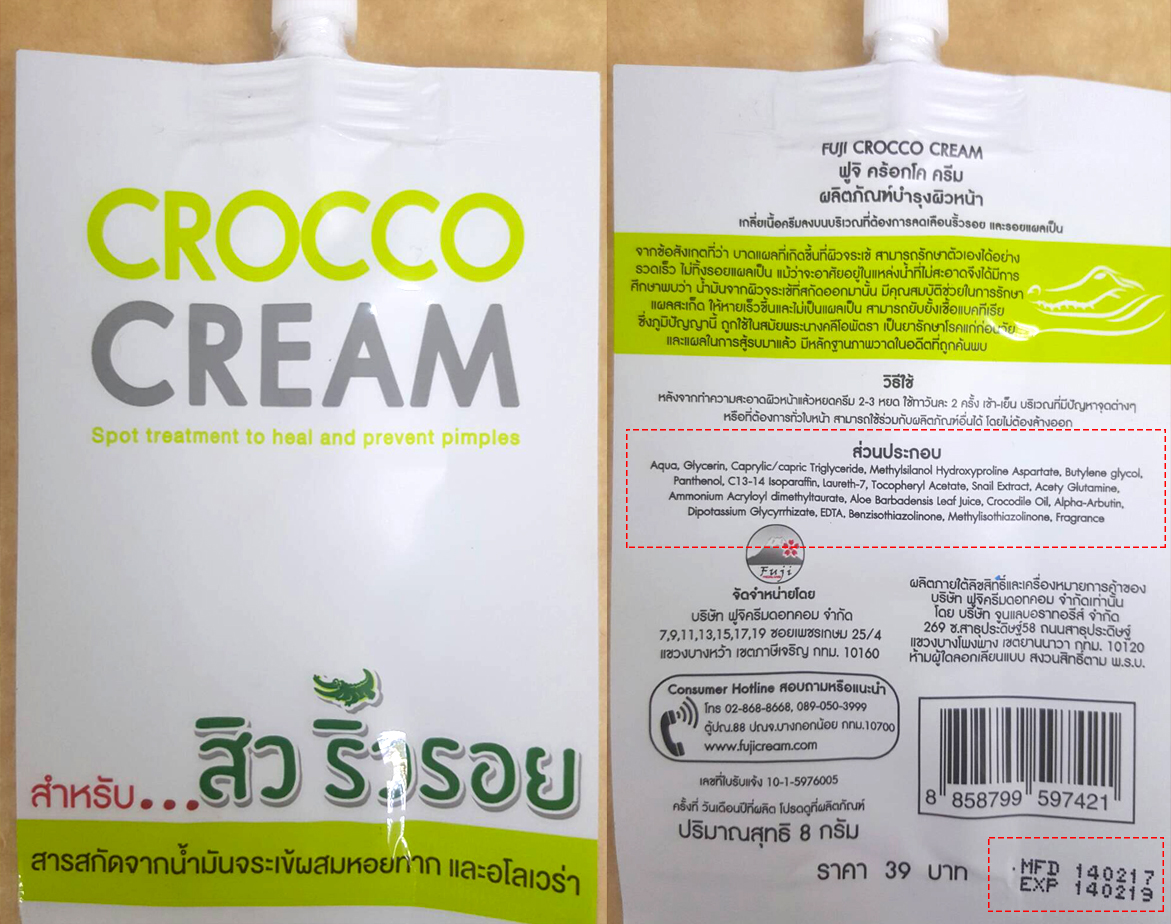 CROCCO
CREAM
Spot treatment to heal and prevent pimples
สำหรับ...สิว ริ้วรอย
สารสกัดจากน้ำมันจระเข้ผสมหอยทาก และอโลเวร่า
FUJI CROCCO CREAM
ฟูจิ คร้อกโค ครีม
ผลิตภัณฑ์บำรุงผิวหน้า
เกลี่ยเนื้อครีมลงบนบริเวณที่ต้องการลดเลือนริ้วรอย และรอยแผลเป็น
จากข้อสังเกตที่ว่า บาดแผลที่เกิดขึ้นที่ผิวจระเข้ สามารถรักษาตัวเองได้อย่าง
รวดเร็ว ไม่ทิ้งรอยแผลเป็น แม้ว่าจะอาศัยอยู่ในแหล่งน้ำที่ไม่สะอาดจึงได้มีการ
ศึกษาพบว่า น้ำมันจากผิวจระเข้ที่สกัดออกมานั้น มีคุณสมบัติช่วยในการรักษา
แผลสะเก็ด ให้หายเร็วขึ้นและไม่เป็นแผลเป็น สามารถยับยั้งเชื้อแบคทีเรีย
ซึ่งภูมิปัญญานี้ ถูกใช้ในสมัยพระนางคลีโอพัตรา เป็นยารักษาโรคแก่ก่อนวัย
และแผลในการสู้รบมาแล้ว มีหลักฐานภาพวาดในอดีตที่ถูกค้นพบ
วิธีใช้
หลังจากทำความสะอาดผิวหน้าแล้วหยดครีม 2-3 หยด ใช้ทาวันละ 2 ครั้ง เช้า-เย็น บริเวณที่มีปัญหาจุดต่างๆ
หรือที่ต้องการทั่วใบหน้า สามารถใช้ร่วมกับผลิตภัณฑ์อื่นได้ โดยไม่ต้องล้างออก
ส่วนประกอบ
Aqua, Glycerin, Caprylic/capric Triglyceride, Methylsilanol Hydroxyproline Aspartate, Butylene glycol,
Panthenol, C13-14 Isoparaffin, Laureth-7, Tocopheryl Acetate, Snail Extract, Acety Glutamine,
Ammonium Acryloyl dimethyltaurate, Aloe Barbadensis Leaf Juice, Crocodile Oil, Alpha-Arbutin,
Dipotassium Glycyrrhizate, EDTA, Benzisothiazolinone, Methylisothiazolinone, Fragrance
Fuji
จัดจำหน่ายโดย
บริษัท ฟูจิครีมดอทคอม จำกัด
7,9,11,13,15,17,19 ซอยเพชรเกษม 25/4
แขวงบางหว้า เขตภาษีเจริญ กทม. 10160
ผลิตภายใต้ลิขสิทธิ์และเครื่องหมายการค้าของ
บริษัท ฟูจิครีมดอทคอม จำกัดเท่านั้น
โดย บริษัท จูนแลบอราทอรีส์ จำกัด
269 ซ.สาธุประดิษฐ์58 ถนนสาธุประดิษฐ์
แขวงบางโพงพาง เขตยานนาวา กทม. 10120
ห้ามผู้ใดลอกเลียนแบบ สงวนสิทธิ์ตาม พ.ร.บ.
Consumer Hotline สอบถามหรือแนะนำ
โทร 02-868-8668, 089-050-3999
ตู้ปณ.88 ปณจ.บางกอกน้อย กทม.10700
www.fujicream.com
เลขที่ใบรับแจ้ง 10-1-5976005
ครั้งที่ วันเดือนปีที่ผลิต โปรดดูที่ผลิตภัณฑ์
ปริมาณสุทธิ 8 กรัม
ราคา 39 บาท
8 858799 597421
MFD 140217
EXP 140219